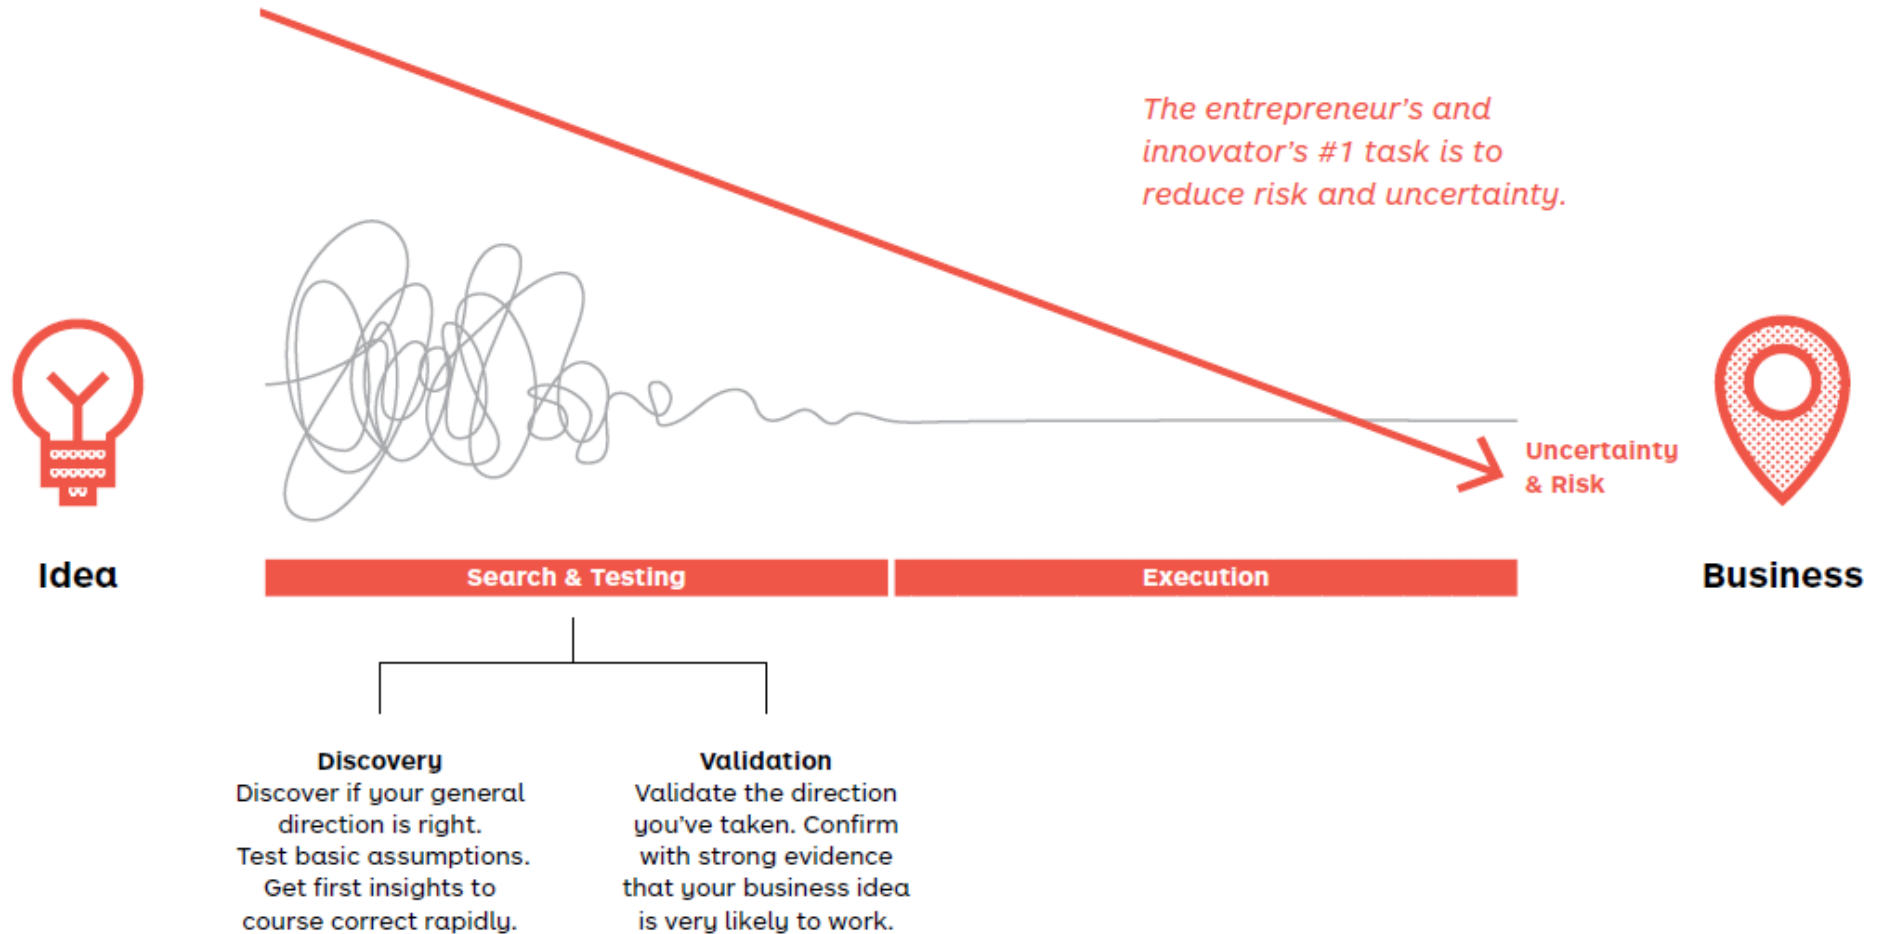 The entrepreneur's and
innovator's #1 task is to
reduce risk and uncertainty.
Uncertainty
& Risk
Idea
Search & Testing
Execution
Business
Discovery
Discover if your general
direction is right.
Test basic assumptions.
Get first insights to
course correct rapidly.
Validation
Validate the direction
you've taken. Confirm
with strong evidence
that your business idea
is very likely to work.